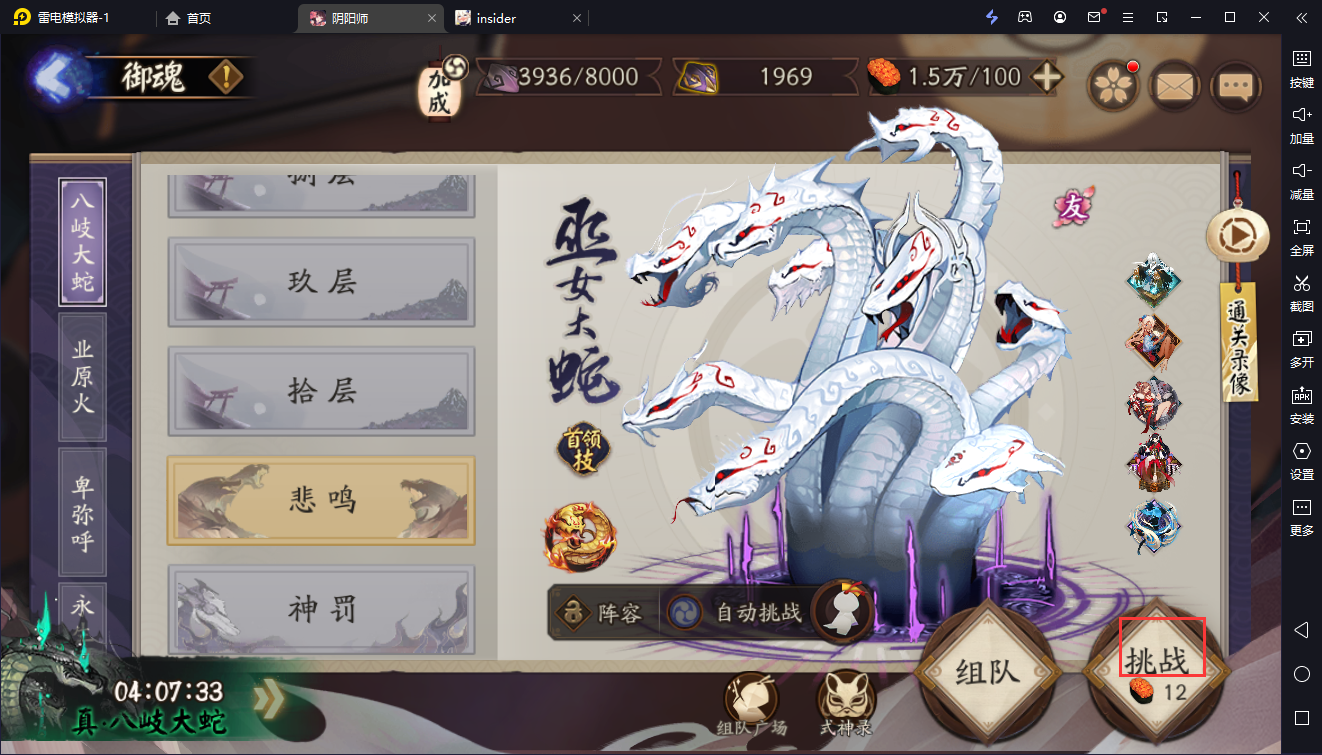 雷电模拟器-1
首页
阴阳师
insider
御魂
加成
3936/8000
1969
1.5万/100
按键
加量
减量
全屏
截图
多开
APK
安装
设置
更多
八岐大蛇
业原火
卑弥呼
永
捌层
玖层
拾层
悲鸣
神罚
巫女大蛇
首领技
友
通关录像
阵容
自动挑战
组队
挑战
12
04:07:33
真·八岐大蛇
组队广场
式神录